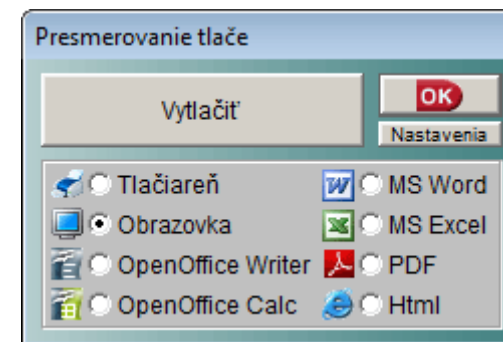 Presmerovanie tlače
Vytlačiť
OK
Nastavenia
Tlačiareň
MS Word
Obrazovka
MS Excel
OpenOffice Writer
PDF
OpenOffice Calc
Html